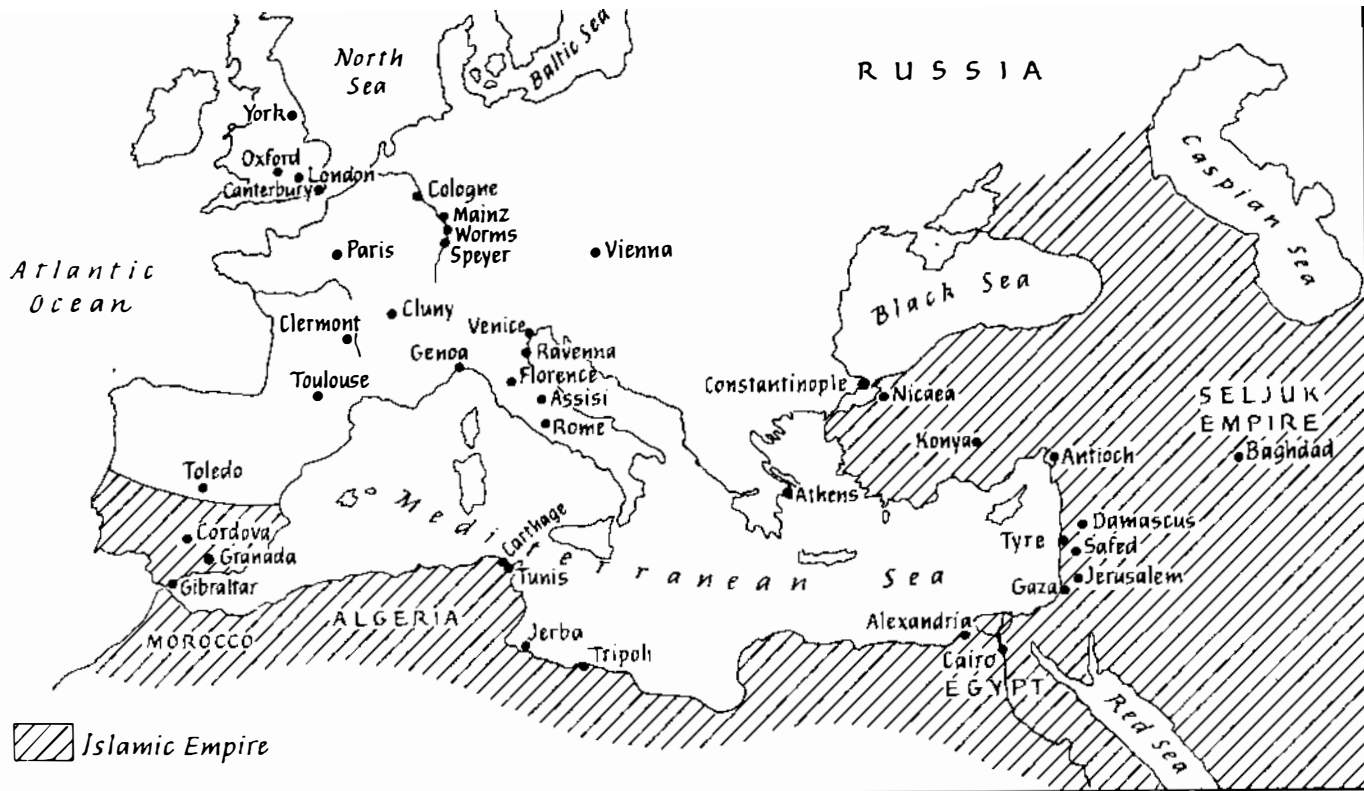 North
Sea
Baltic Sea
RUSSIA
York
Oxford
London
Canterbury
Cologne
Mainz
Worms
Speyer
Paris
Vienna
Caspian Sea
Atlantic
Ocean
Black Sea
Cluny
Clermont
Venice
Genoa
Ravenna
Florence
Toulouse
Assisi
Rome
Constantinople
Nicaea
SELJUK
EMPIRE
Konya
Antioch
Baghdad
Toledo
Athens
Mediterranean Sea
Cordova
Granada
Gibraltar
Carthage
Tunis
Damascus
Tyre
Safed
Jerusalem
Gaza
ALGERIA
MOROCCO
Jerba
Tripoli
Alexandria
Cairo
EGYPT
Red Sea
Islamic Empire